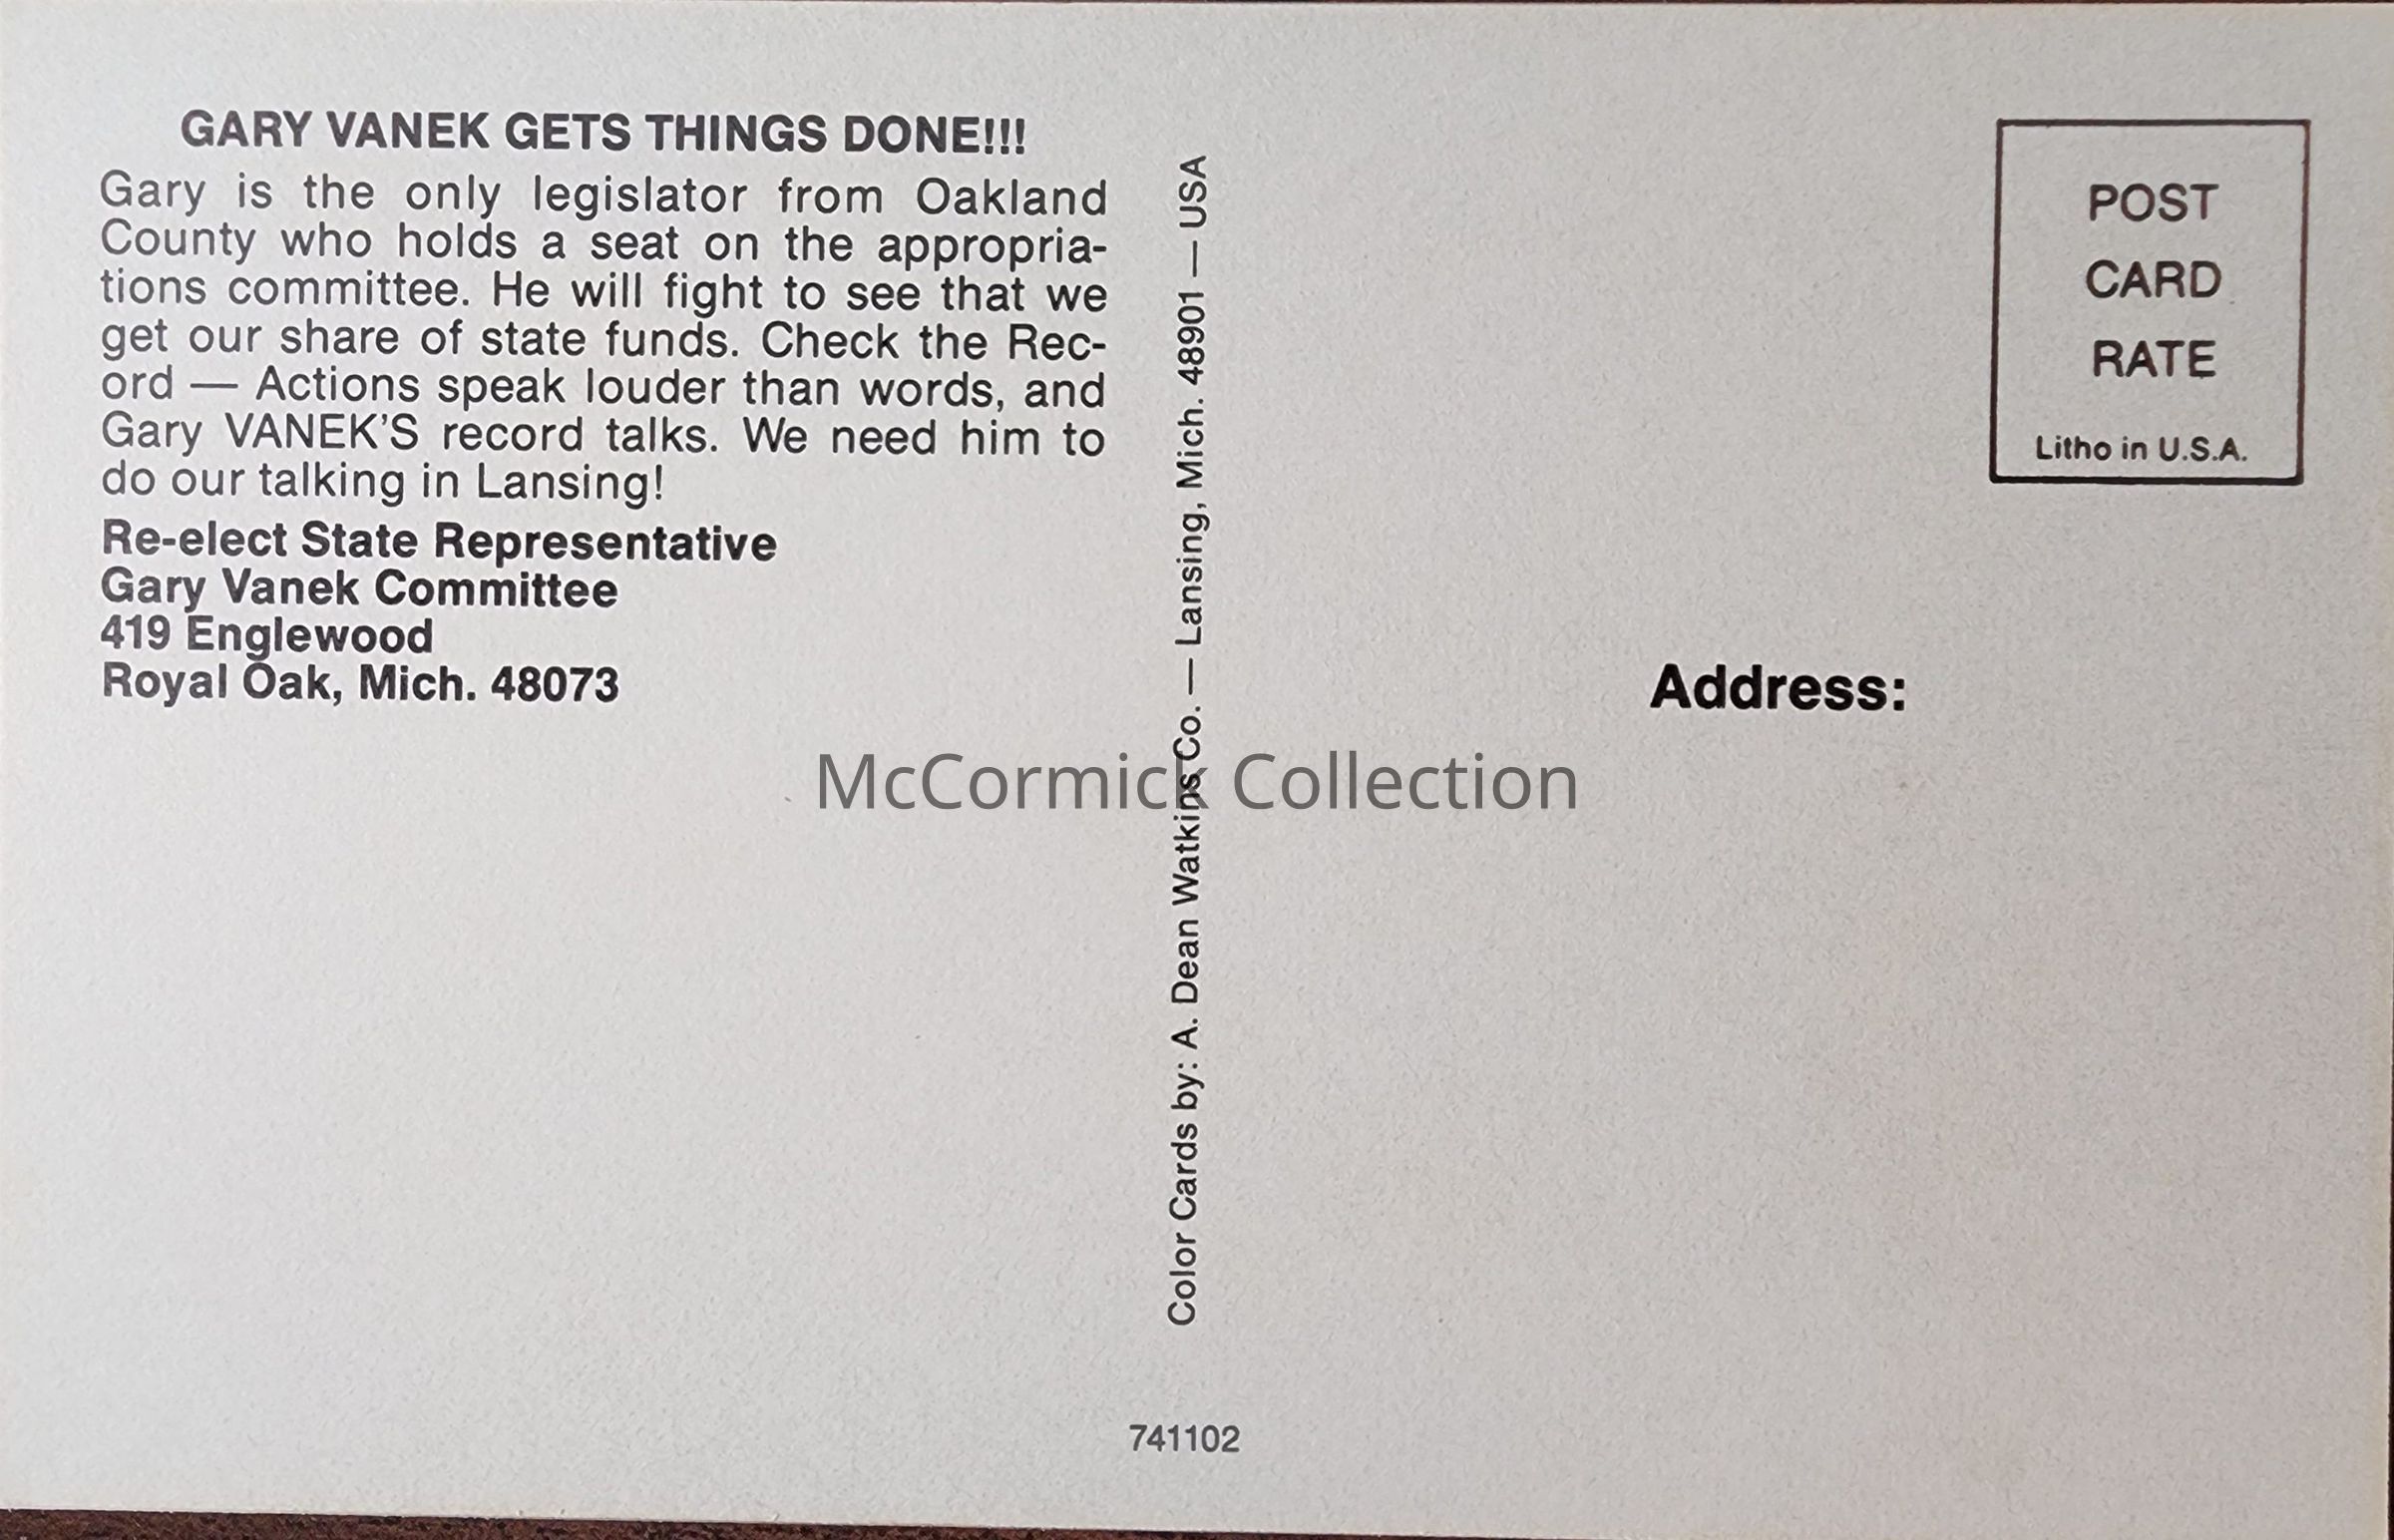 GARY VANEK GETS THINGS DONE!!!
Gary is the only legislator from Oakland
County who holds a seat on the appropria-
tions committee. He will fight to see that we
get our share of state funds. Check the Rec-
ord — Actions speak louder than words, and
Gary VANEK'S record talks. We need him to
do our talking in Lansing!
Re-elect State Representative
Gary Vanek Committee
419 Englewood
Royal Oak, Mich. 48073
Color Cards by: A. Dean Watkins Co. — Lansing, Mich. 48901 — USA
741102
POST
CARD
RATE
Litho in U.S.A.
Address:
McCormick Collection